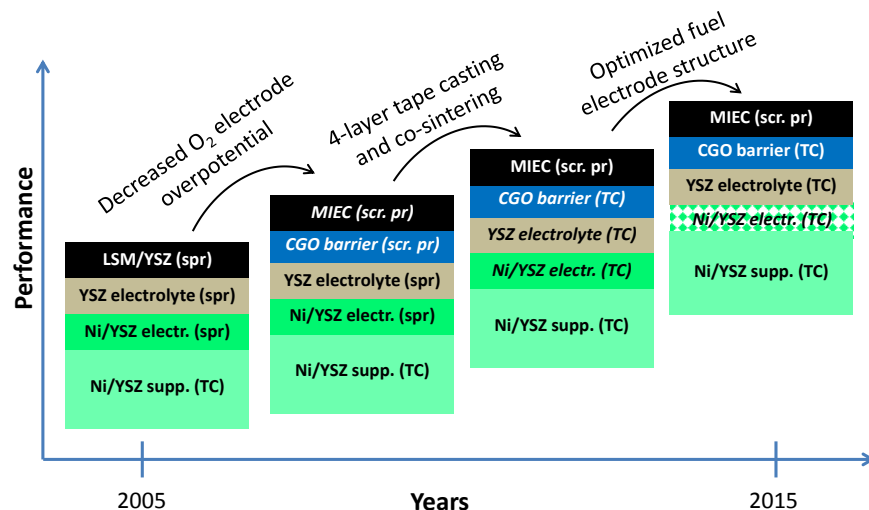 Performance
Decreased O₂ electrode
overpotential
4-layer tape casting
and co-sintering
Optimized fuel
electrode structure
LSM/YSZ (spr)
YSZ electrolyte (spr)
Ni/YSZ electr. (spr)
Ni/YSZ supp. (TC)
MIEC (scr. pr)
CGO barrier (scr. pr)
YSZ electrolyte (spr)
Ni/YSZ electr. (spr)
Ni/YSZ supp. (TC)
MIEC (scr. pr)
CGO barrier (TC)
YSZ electrolyte (TC)
Ni/YSZ electr. (TC)
Ni/YSZ supp. (TC)
MIEC (scr. pr)
CGO barrier (TC)
YSZ electrolyte (TC)
Ni/YSZ electr. (TC)
Ni/YSZ supp. (TC)
2005
Years
2015